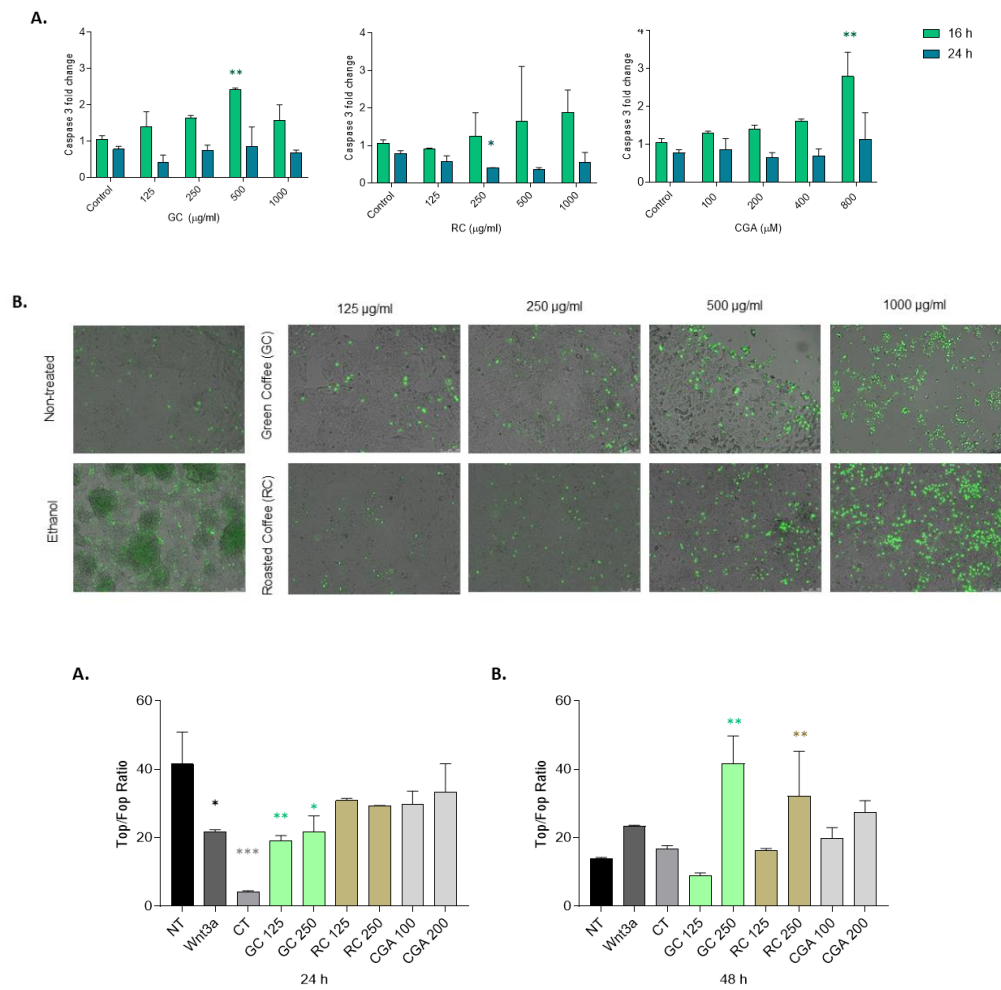 A.
Caspase 3 fold change
4
3
2
1
0
Control
125
250
500
1000
GC (µg/ml)
**
Caspase 3 fold change
4
3
2
1
0
Control
125
250
500
1000
RC (µg/ml)
*
Caspase 3 fold change
4
3
2
1
0
Control
100
200
400
800
CGA (µM)
**
16 h
24 h
B.
125 µg/ml
250 µg/ml
500 µg/ml
1000 µg/ml
Non-treated
Green Coffee (GC)
Ethanol
Roasted Coffee (RC)
A.
Top/Fop Ratio
60
40
20
0
*
***
**
*
NT
Wnt3a
CT
GC 125
GC 250
RC 125
RC 250
CGA 100
CGA 200
24 h
B.
Top/Fop Ratio
60
40
20
0
**
**
NT
Wnt3a
CT
GC 125
GC 250
RC 125
RC 250
CGA 100
CGA 200
48 h